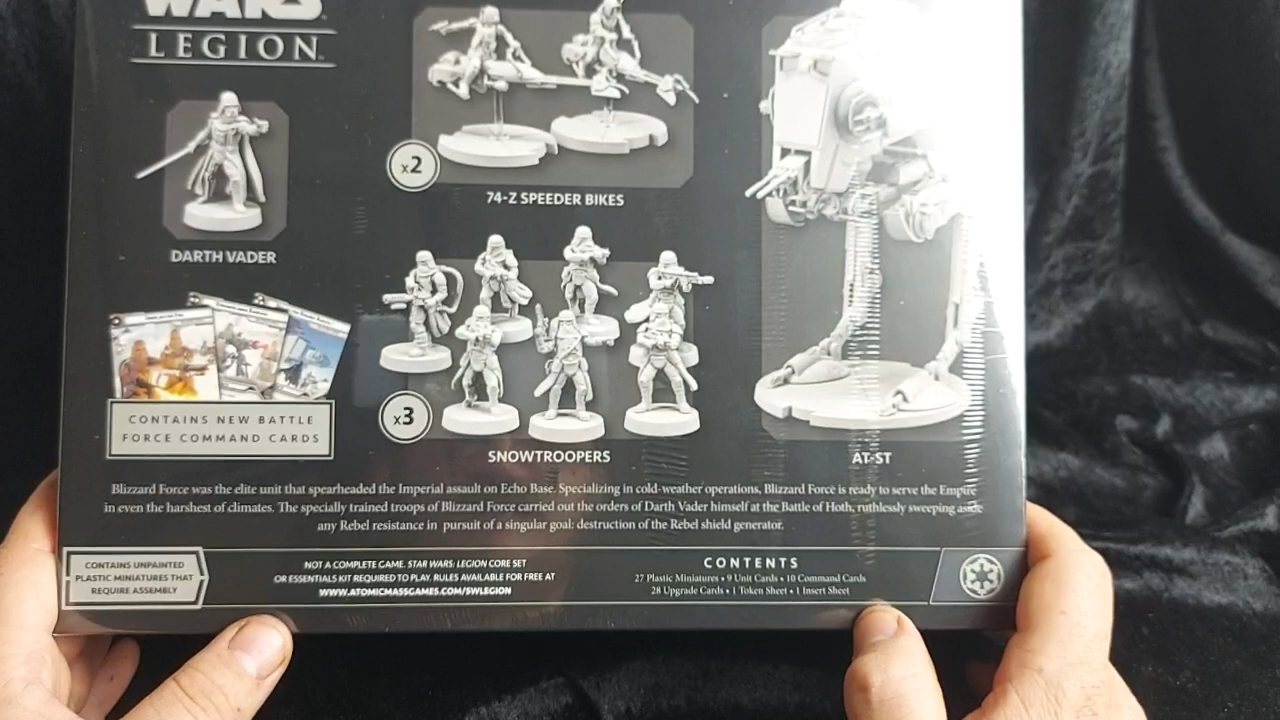 WARS
LEGION
x2
74-Z SPEEDER BIKES
DARTH VADER
CONTAINS NEW BATTLE
FORCE COMMAND CARDS
x3
SNOWTROOPERS
AT-ST
Blizzard Force was the elite unit that spearheaded the Imperial assault on Echo Base. Specializing in cold-weather operations, Blizzard Force is ready to serve the Empire
in even the harshest of climates. The specially trained troops of Blizzard Force carried out the orders of Darth Vader himself at the Battle of Hoth, ruthlessly sweeping aside
any Rebel resistance in pursuit of a singular goal: destruction of the Rebel shield generator.
CONTAINS UNPAINTED
PLASTIC MINIATURES THAT
REQUIRE ASSEMBLY
NOT A COMPLETE GAME. STAR WARS: LEGION CORE SET
OR ESSENTIALS KIT REQUIRED TO PLAY. RULES AVAILABLE FOR FREE AT
WWW.ATOMICMASSGAMES.COM/SWLEGION
CONTENTS
27 Plastic Miniatures • 9 Unit Cards • 10 Command Cards
28 Upgrade Cards • 1 Token Sheet • 1 Insert Sheet